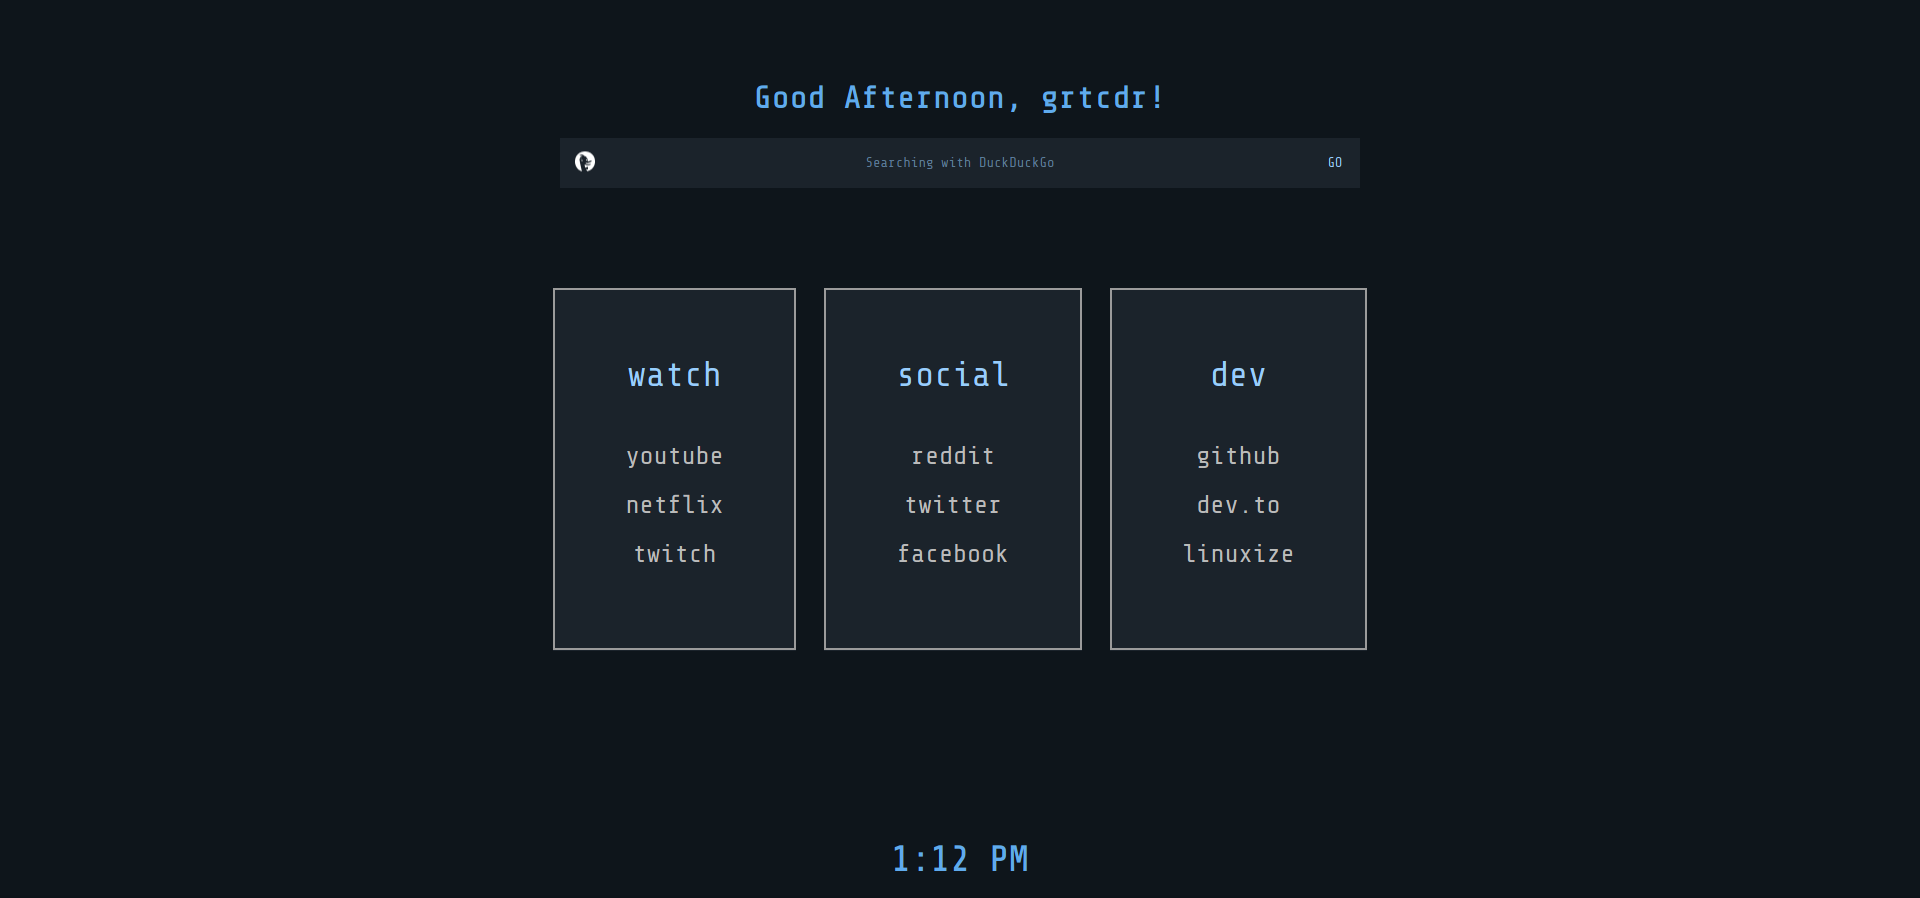 Good Afternoon, grtcdr!
Searching with DuckDuckGo
GO
watch
youtube
netflix
twitch
social
reddit
twitter
facebook
dev
github
dev.to
linuxize
1:12 PM